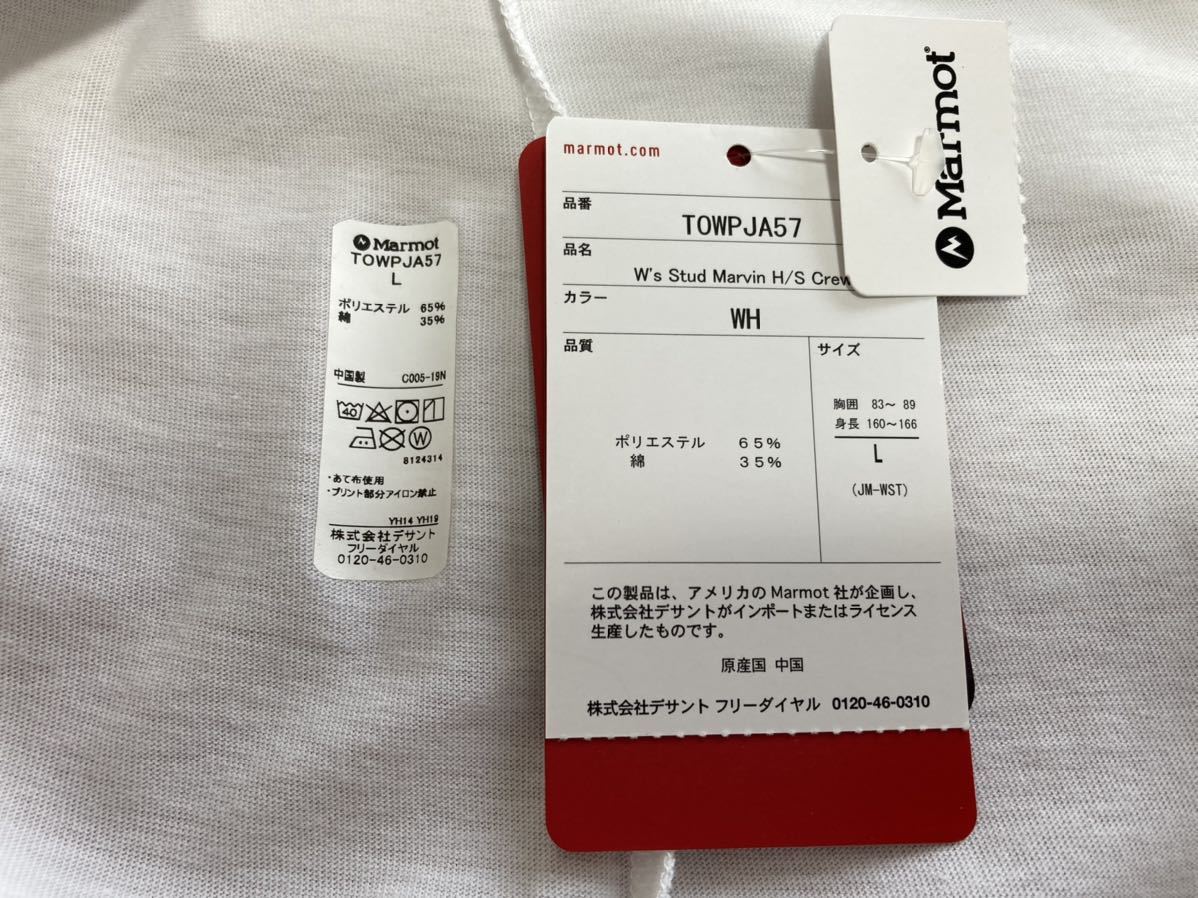 Marmot
TOWPJA57
L
ポリエステル 65%
綿 35%
中国製 C005-19N
40
W
8124314
・あて布使用
・プリント部分アイロン禁止
YH14 YH19
株式会社デサント
フリーダイヤル
0120-46-0310
marmot.com
品番
TOWPJA57
品名
W's Stud Marvin H/S Crew
カラー
WH
品質
サイズ
胸囲 83～ 89
身長 160～166
L
(JM-WST)
ポリエステル 65%
綿 35%
この製品は、アメリカの Marmot 社が企画し、
株式会社デサントがインポートまたはライセンス
生産したものです。
原産国 中国
株式会社デサント フリーダイヤル 0120-46-0310
Marmot®